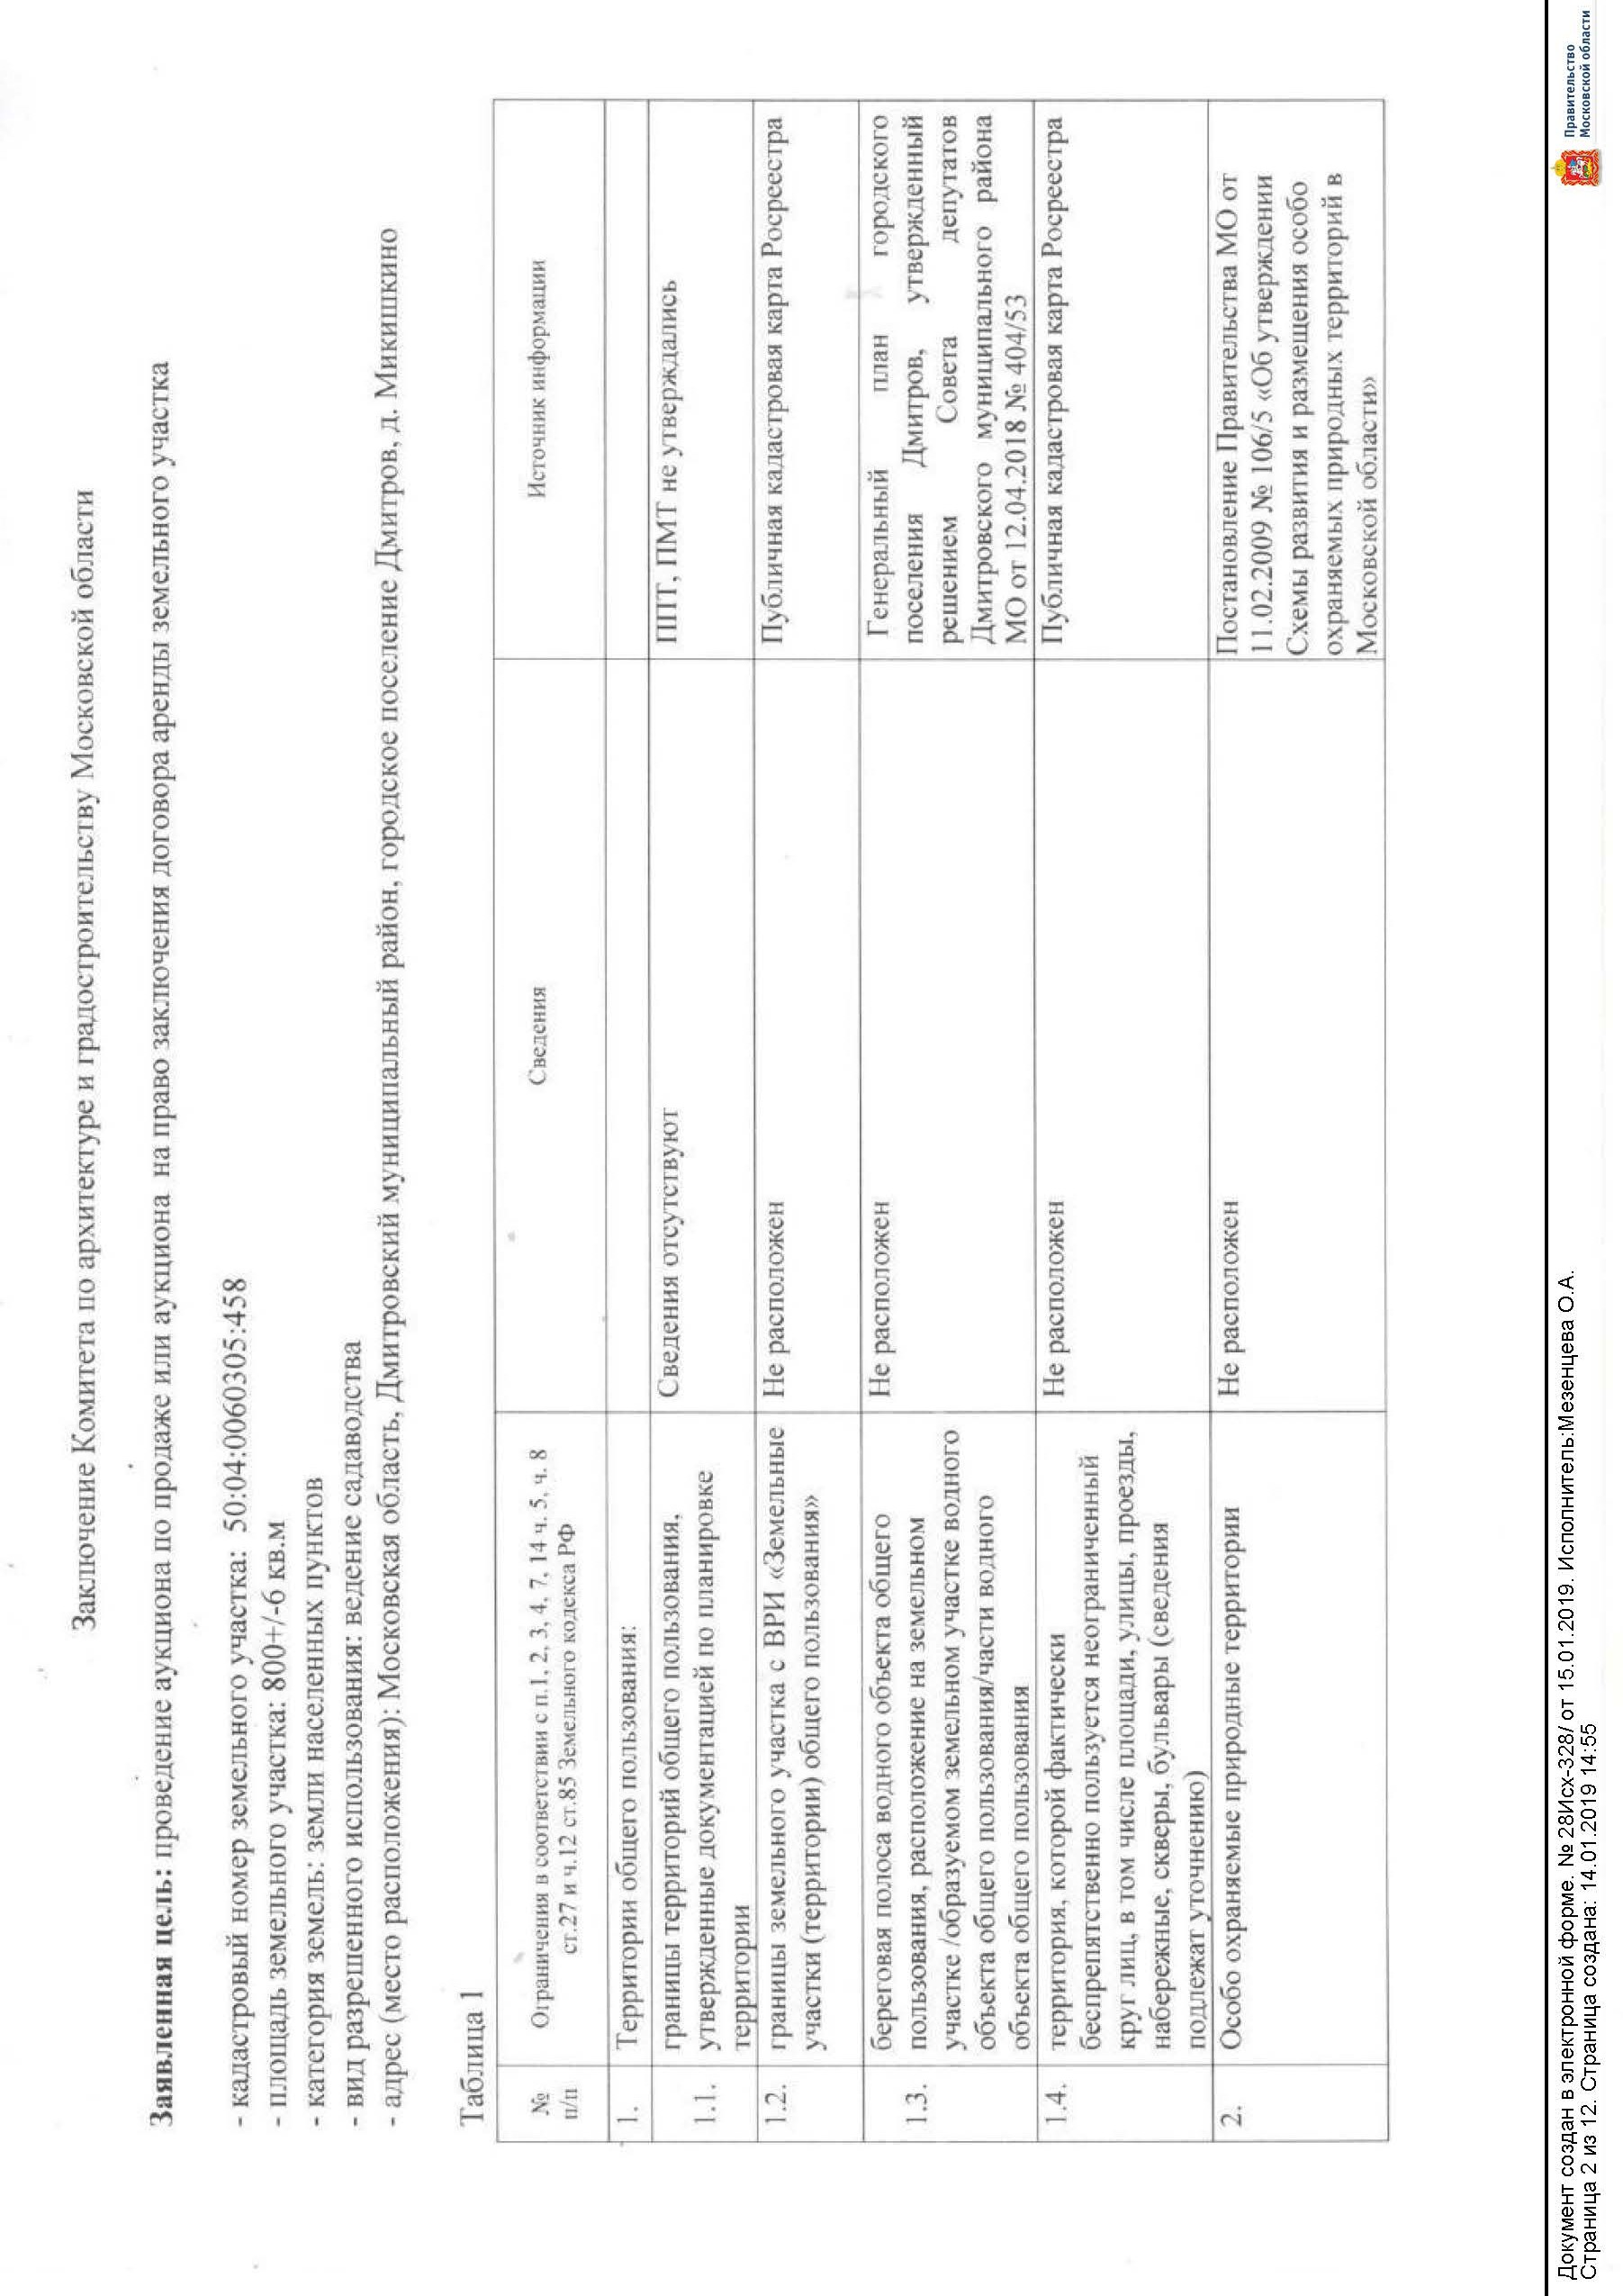 Заключение Комитета по архитектуре и градостроительству Московской области
Заявленная цель: проведение аукциона по продаже или аукциона на право заключения договора аренды земельного участка
- кадастровый номер земельного участка: 50:04:0060305:458
- площадь земельного участка: 800+/-6 кв.м
- категория земель: земли населенных пунктов
- вид разрешенного использования: ведение садаводства
- адрес (место расположения): Московская область, Дмитровский муниципальный район, городское поселение Дмитров, д. Микишкино
Таблица 1
№
п/п
Ограничения в соответствии с п.1, 2, 3, 4, 7, 14 ч. 5, ч. 8
ст.27 и ч.12 ст.85 Земельного кодекса РФ
Сведения
Источник информации
1.
Территории общего пользования:
1.1.
границы территорий общего пользования,
утвержденные документацией по планировке
территории
Сведения отсутствуют
ППТ, ПМТ не утверждались
1.2.
границы земельного участка с ВРИ «Земельные
участки (территории) общего пользования»
Не расположен
Публичная кадастровая карта Росреестра
1.3.
береговая полоса водного объекта общего
пользования, расположение на земельном
участке /образуемом земельном участке водного
объекта общего пользования/части водного
объекта общего пользования
Не расположен
Генеральный план городского
поселения Дмитров, утвержденный
решением Совета депутатов
Дмитровского муниципального района
МО от 12.04.2018 № 404/53
1.4.
территория, которой фактически
беспрепятственно пользуется неограниченный
круг лиц, в том числе площади, улицы, проезды,
набережные, скверы, бульвары (сведения
подлежат уточнению)
Не расположен
Публичная кадастровая карта Росреестра
2.
Особо охраняемые природные территории
Не расположен
Постановление Правительства МО от
11.02.2009 № 106/5 «Об утверждении
Схемы развития и размещения особо
охраняемых природных территорий в
Московской области»
Документ создан в электронной форме. № 28Исх-328/ от 15.01.2019. Исполнитель:Мезенцева О.А.
Страница 2 из 12. Страница создана: 14.01.2019 14:55
Правительство
Московской области